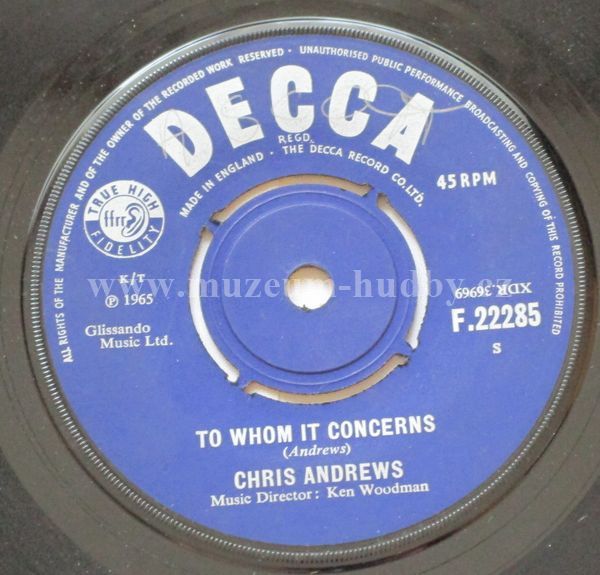 ALL RIGHTS OF THE MANUFACTURER AND OF THE OWNER OF THE RECORDED WORK RESERVED · UNAUTHORISED PUBLIC PERFORMANCE BROADCASTING AND COPYING OF THIS RECORD PROHIBITED
DECCA
REGD.
MADE IN ENGLAND · THE DECCA RECORD CO. LTD.
45 RPM
TRUE HIGH
ffrr
FIDELITY
K/T
℗ 1965
Glissando
Music Ltd.
www.muzeum-hudby.cz
XDR.36969
F.22285
S
TO WHOM IT CONCERNS
(Andrews)
CHRIS ANDREWS
Music Director: Ken Woodman